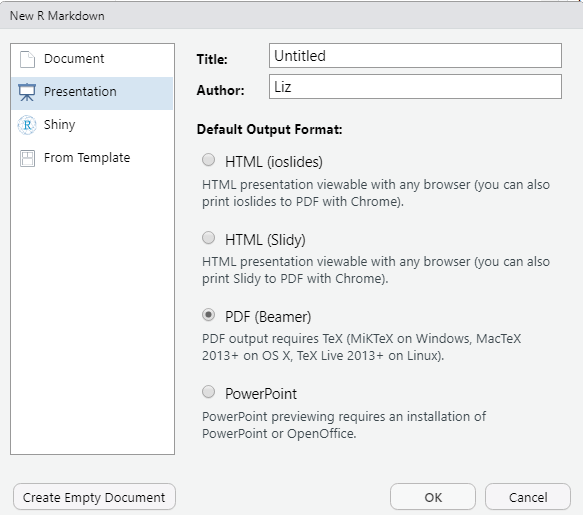 New R Markdown
Document
Presentation
R Shiny
From Template
Title: Untitled
Author: Liz
Default Output Format:
HTML (ioslides)
HTML presentation viewable with any browser (you can also
print ioslides to PDF with Chrome).
HTML (Slidy)
HTML presentation viewable with any browser (you can also
print Slidy to PDF with Chrome).
PDF (Beamer)
PDF output requires TeX (MiKTeX on Windows, MacTeX
2013+ on OS X, TeX Live 2013+ on Linux).
PowerPoint
PowerPoint previewing requires an installation of
PowerPoint or OpenOffice.
Create Empty Document OK Cancel